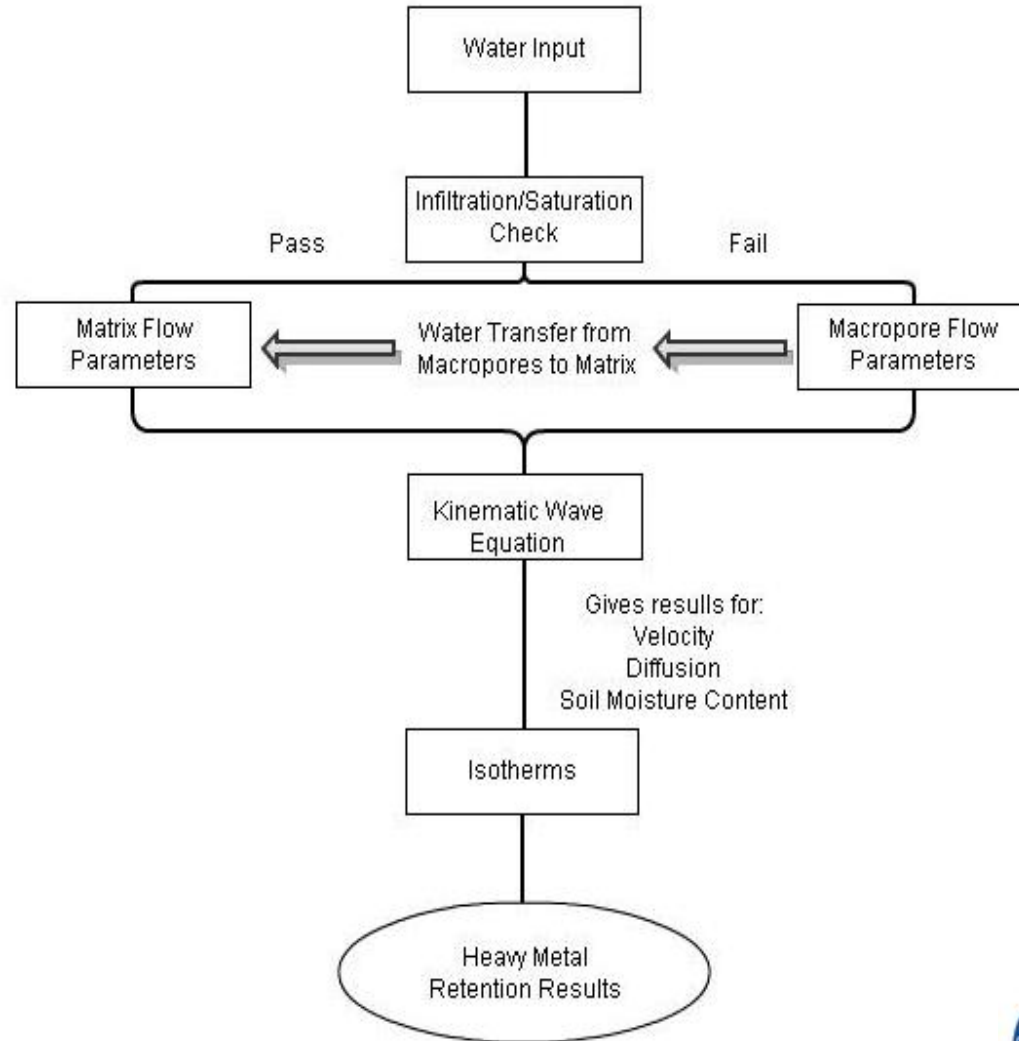 Water Input
Infiltration/Saturation
Check
Pass
Fail
Matrix Flow
Parameters
Water Transfer from
Macropores to Matrix
Macropore Flow
Parameters
Kinematic Wave
Equation
Gives results for:
Velocity
Diffusion
Soil Moisture Content
Isotherms
Heavy Metal
Retention Results